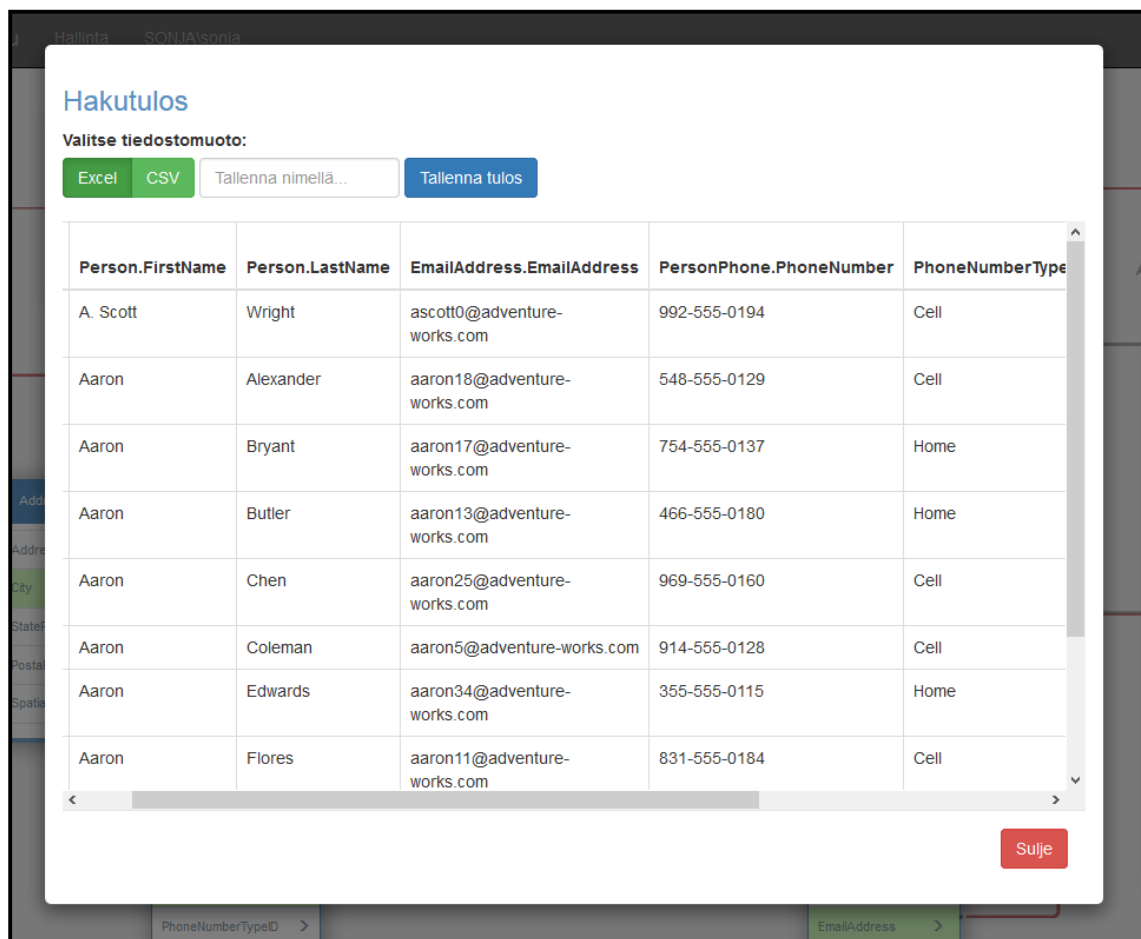 Hallinta SONJA\sonja
Hakutulos
Valitse tiedostomuoto:
Excel CSV Tallenna nimellä... Tallenna tulos
Person.FirstName Person.LastName EmailAddress.EmailAddress PersonPhone.PhoneNumber PhoneNumberType
A. Scott Wright ascott0@adventure-
works.com 992-555-0194 Cell
Aaron Alexander aaron18@adventure-
works.com 548-555-0129 Cell
Aaron Bryant aaron17@adventure-
works.com 754-555-0137 Home
Aaron Butler aaron13@adventure-
works.com 466-555-0180 Home
Aaron Chen aaron25@adventure-
works.com 969-555-0160 Cell
Aaron Coleman aaron5@adventure-works.com 914-555-0128 Cell
Aaron Edwards aaron34@adventure-
works.com 355-555-0115 Home
Aaron Flores aaron11@adventure-
works.com 831-555-0184 Cell
Addre
City
Postal
Spatia
Sulje
PhoneNumberTypeID
EmailAddress